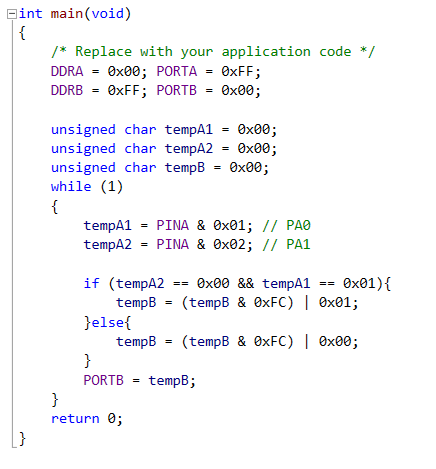 int main(void)
{
    /* Replace with your application code */
    DDRA = 0x00; PORTA = 0xFF;
    DDRB = 0xFF; PORTB = 0x00;

    unsigned char tempA1 = 0x00;
    unsigned char tempA2 = 0x00;
    unsigned char tempB = 0x00;
    while (1)
    {
        tempA1 = PINA & 0x01; // PA0
        tempA2 = PINA & 0x02; // PA1

        if (tempA2 == 0x00 && tempA1 == 0x01){
            tempB = (tempB & 0xFC) | 0x01;
        }else{
            tempB = (tempB & 0xFC) | 0x00;
        }
        PORTB = tempB;
    }
    return 0;
}